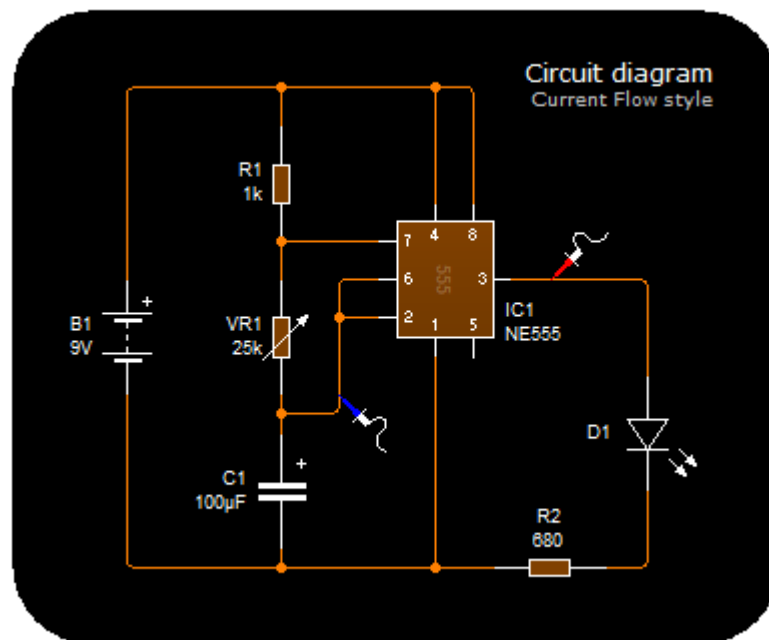 Circuit diagram
Current Flow style
R1
1k
7
4
8
6
555
3
2
1
5
IC1
NE555
B1
9V
+
VR1
25k
D1
C1
100µF
+
R2
680